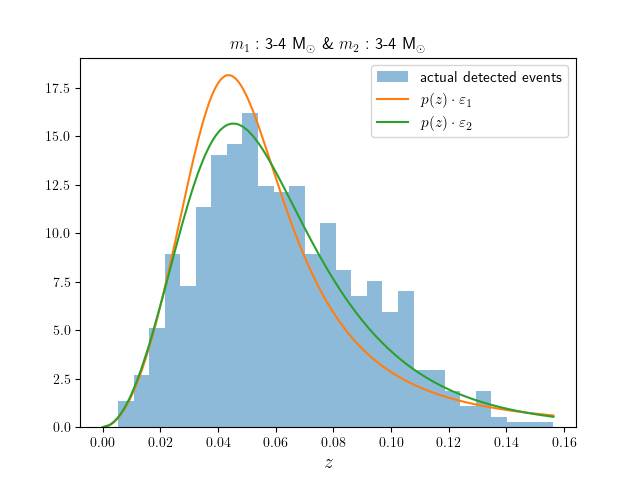 m₁ : 3-4 M⊙ & m₂ : 3-4 M⊙
17.5
15.0
12.5
10.0
7.5
5.0
2.5
0.0
actual detected events
p(z) · ε₁
p(z) · ε₂
0.00 0.02 0.04 0.06 0.08 0.10 0.12 0.14 0.16
z